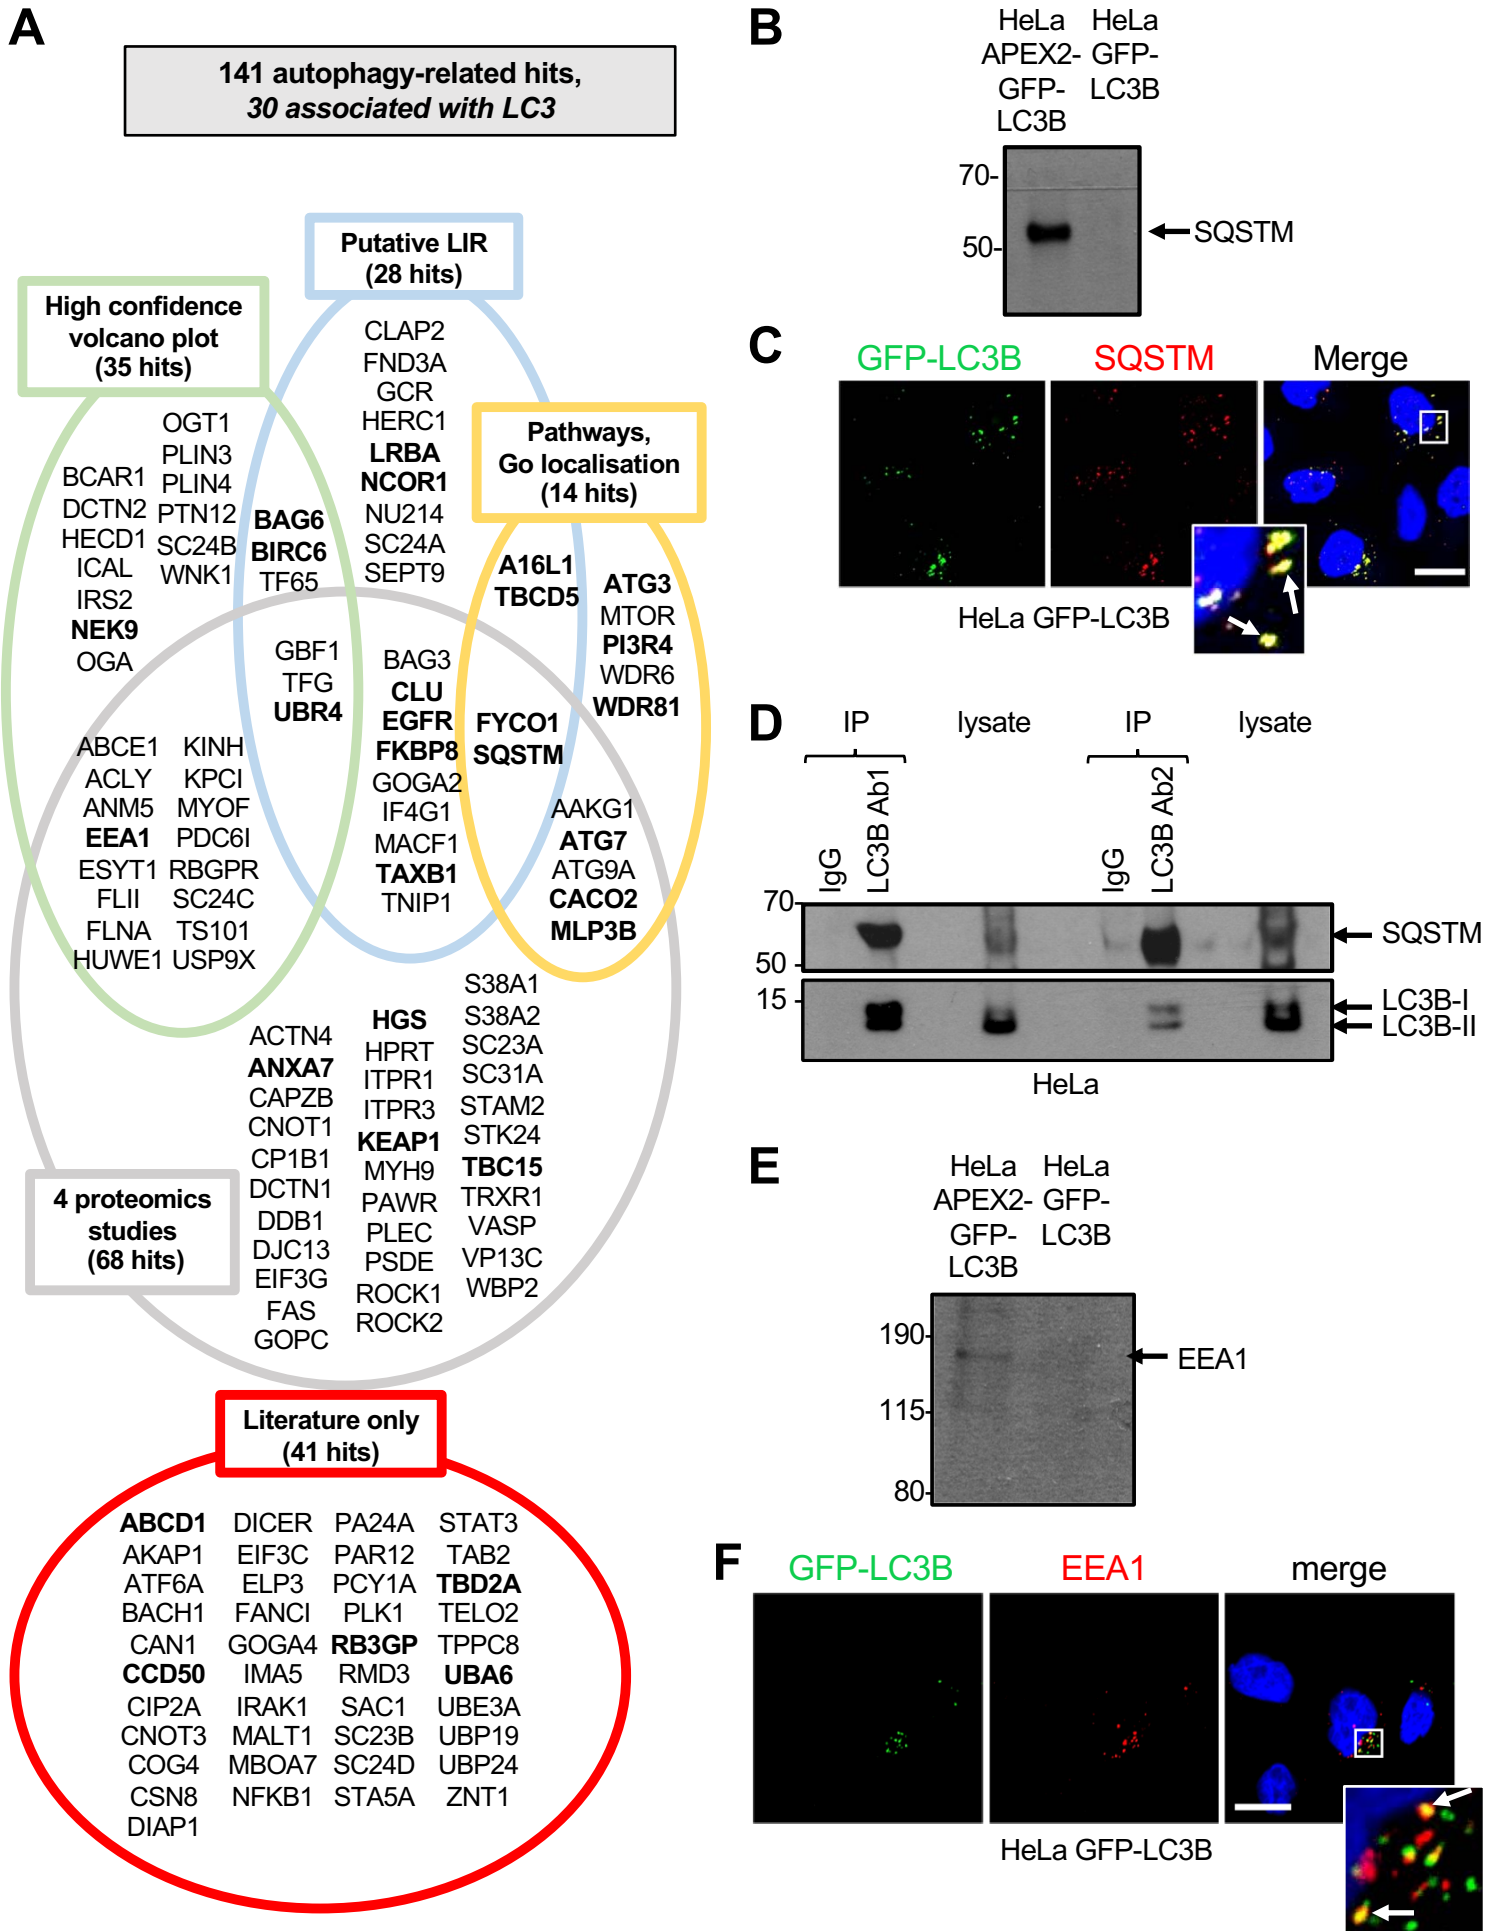 A
141 autophagy-related hits,
30 associated with LC3
Putative LIR
(28 hits)
High confidence
volcano plot
(35 hits)
Pathways,
Go localisation
(14 hits)
CLAP2
FND3A
GCR
HERC1
LRBA
NCOR1
NU214
SC24A
SEPT9
OGT1
PLIN3
PLIN4
PTN12
SC24B
WNK1
BCAR1
DCTN2
HECD1
ICAL
IRS2
NEK9
OGA
BAG6
BIRC6
TF65
A16L1
TBCD5
ATG3
MTOR
PI3R4
WDR6
WDR81
GBF1
TFG
UBR4
BAG3
CLU
EGFR
FKBP8
GOGA2
IF4G1
MACF1
TAXB1
TNIP1
FYCO1
SQSTM
AAKG1
ATG7
ATG9A
CACO2
MLP3B
ABCE1 KINH
ACLY KPCI
ANM5 MYOF
EEA1 PDC6I
ESYT1 RBGPR
FLII SC24C
FLNA TS101
HUWE1 USP9X
4 proteomics
studies
(68 hits)
ACTN4
ANXA7
CAPZB
CNOT1
CP1B1
DCTN1
DDB1
DJC13
EIF3G
FAS
GOPC
HGS
HPRT
ITPR1
ITPR3
KEAP1
MYH9
PAWR
PLEC
PSDE
ROCK1
ROCK2
S38A1
S38A2
SC23A
SC31A
STAM2
STK24
TBC15
TRXR1
VASP
VP13C
WBP2
Literature only
(41 hits)
ABCD1 DICER PA24A STAT3
AKAP1 EIF3C PAR12 TAB2
ATF6A ELP3 PCY1A TBD2A
BACH1 FANCI PLK1 TELO2
CAN1 GOGA4 RB3GP TPPC8
CCD50 IMA5 RMD3 UBA6
CIP2A IRAK1 SAC1 UBE3A
CNOT3 MALT1 SC23B UBP19
COG4 MBOA7 SC24D UBP24
CSN8 NFKB1 STA5A ZNT1
DIAP1
B
HeLa HeLa
APEX2- GFP-
GFP- LC3B
LC3B
70-
50-
SQSTM
C
GFP-LC3B SQSTM Merge
HeLa GFP-LC3B
D
IP lysate IP lysate
IgG LC3B Ab1 IgG LC3B Ab2
70-
50-
SQSTM
15-
LC3B-I
LC3B-II
HeLa
E
HeLa HeLa
APEX2- GFP-
GFP- LC3B
LC3B
190-
115-
80-
EEA1
F
GFP-LC3B EEA1 merge
HeLa GFP-LC3B